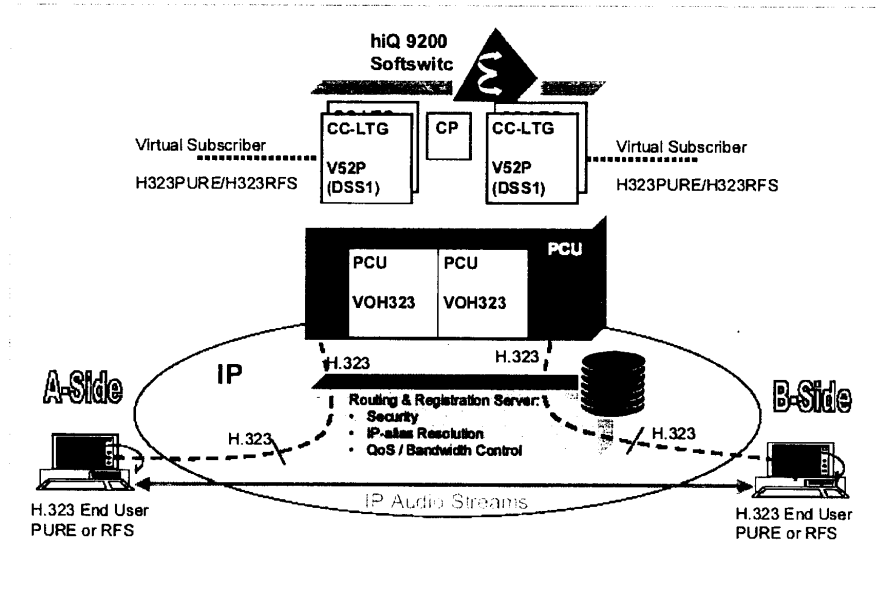 hiQ 9200
Softswitc
CC-LTG
V52P
(DSS1)
CP
CC-LTG
V52P
(DSS1)
Virtual Subscriber
H323PURE/H323RFS
Virtual Subscriber
H323PURE/H323RFS
PCU
PCU
VOH323
PCU
VOH323
H.323
H.323
IP
A-Side
B-Side
Routing & Registration Server:
• Security
• IP-alias Resolution
• QoS / Bandwidth Control
H.323
H.323
IP Audio Streams
H.323 End User
PURE or RFS
H.323 End User
PURE or RFS